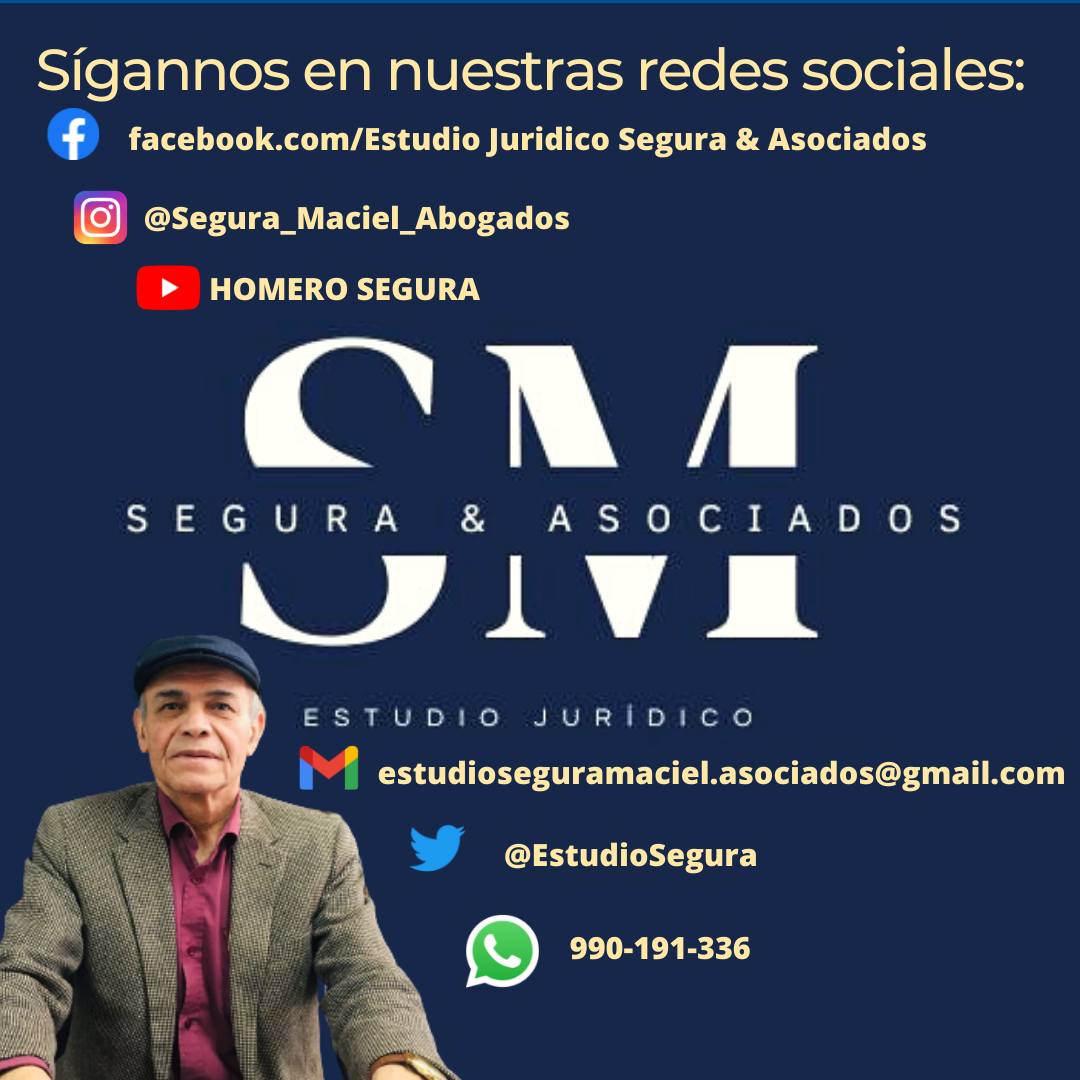 Sígannos en nuestras redes sociales:
facebook.com/Estudio Juridico Segura & Asociados
@Segura_Maciel_Abogados
HOMERO SEGURA
SM
SEGURA & ASOCIADOS
ESTUDIO JURÍDICO
estudioseguramaciel.asociados@gmail.com
@EstudioSegura
990-191-336